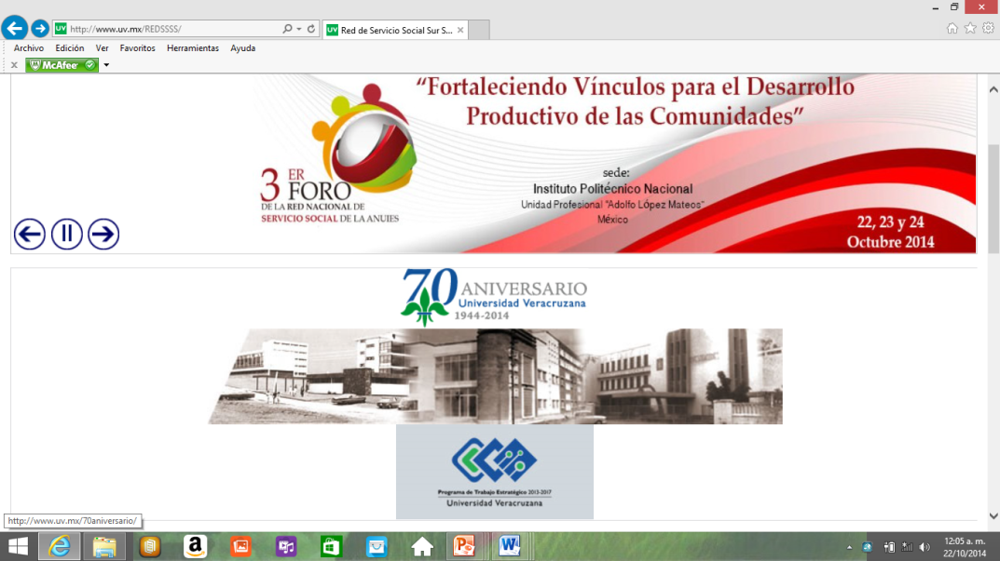 http://www.uv.mx/REDSSSS/
UV Red de Servicio Social Sur S...
Archivo Edición Ver Favoritos Herramientas Ayuda
x McAfee
“Fortaleciendo Vínculos para el Desarrollo
Productivo de las Comunidades”
sede:
Instituto Politécnico Nacional
Unidad Profesional "Adolfo López Mateos"
México
3 ER
FORO
DE LA RED NACIONAL DE
SERVICIO SOCIAL DE LA ANUIES
22, 23 y 24
Octubre 2014
70 ANIVERSARIO
Universidad Veracruzana
1944-2014
Programa de Trabajo Estratégico 2013-2017
Universidad Veracruzana
http://www.uv.mx/70aniversario/
12:05 a. m.
22/10/2014